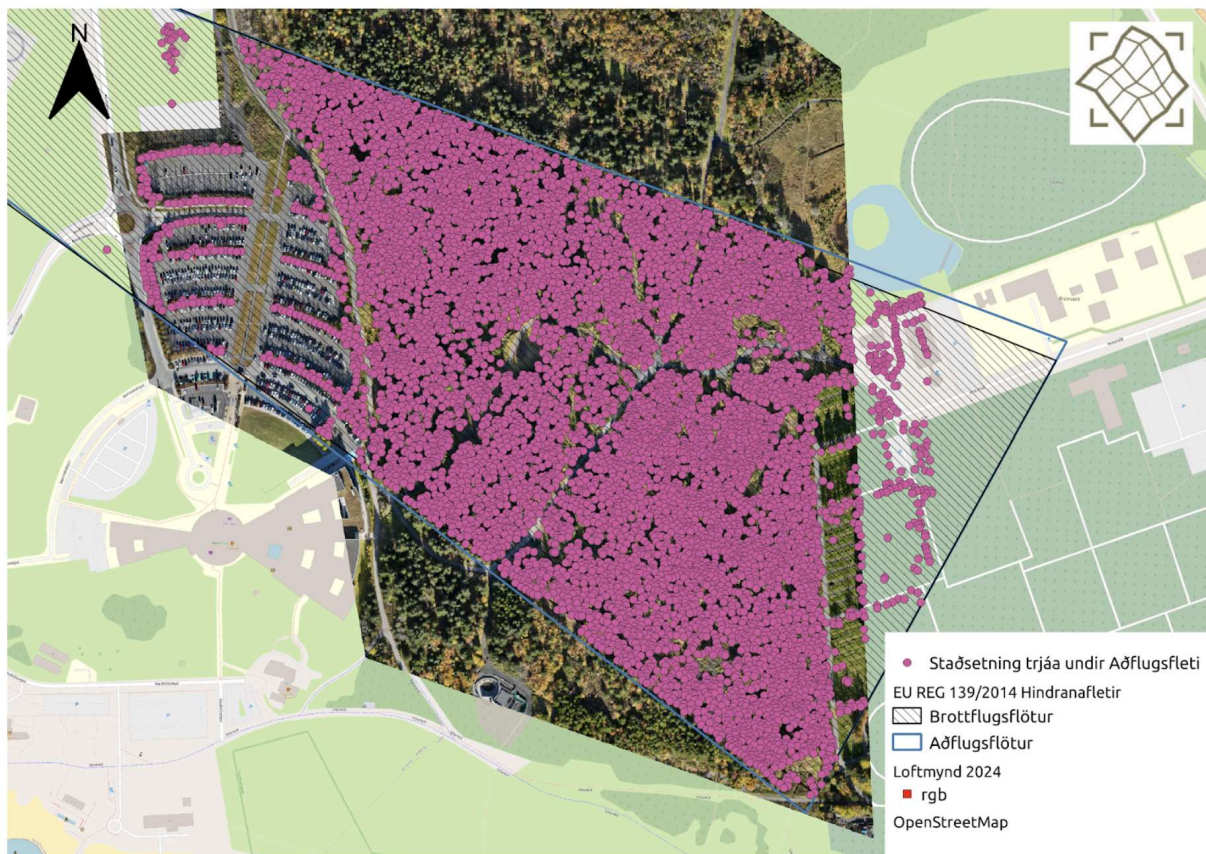 N
Staðsetning trjáa undir Aðflugsfleti
EU REG 139/2014 Hindranafletir
Brottflugsflötur
Aðflugsflötur
Loftmynd 2024
rgb
OpenStreetMap